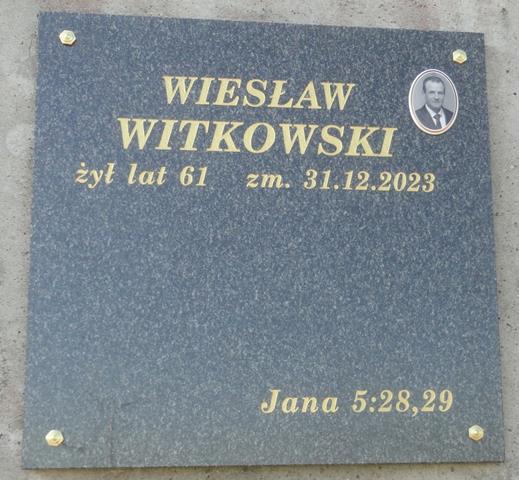 WIESŁAW
WITKOWSKI
żył lat 61 zm. 31.12.2023
Jana 5:28,29